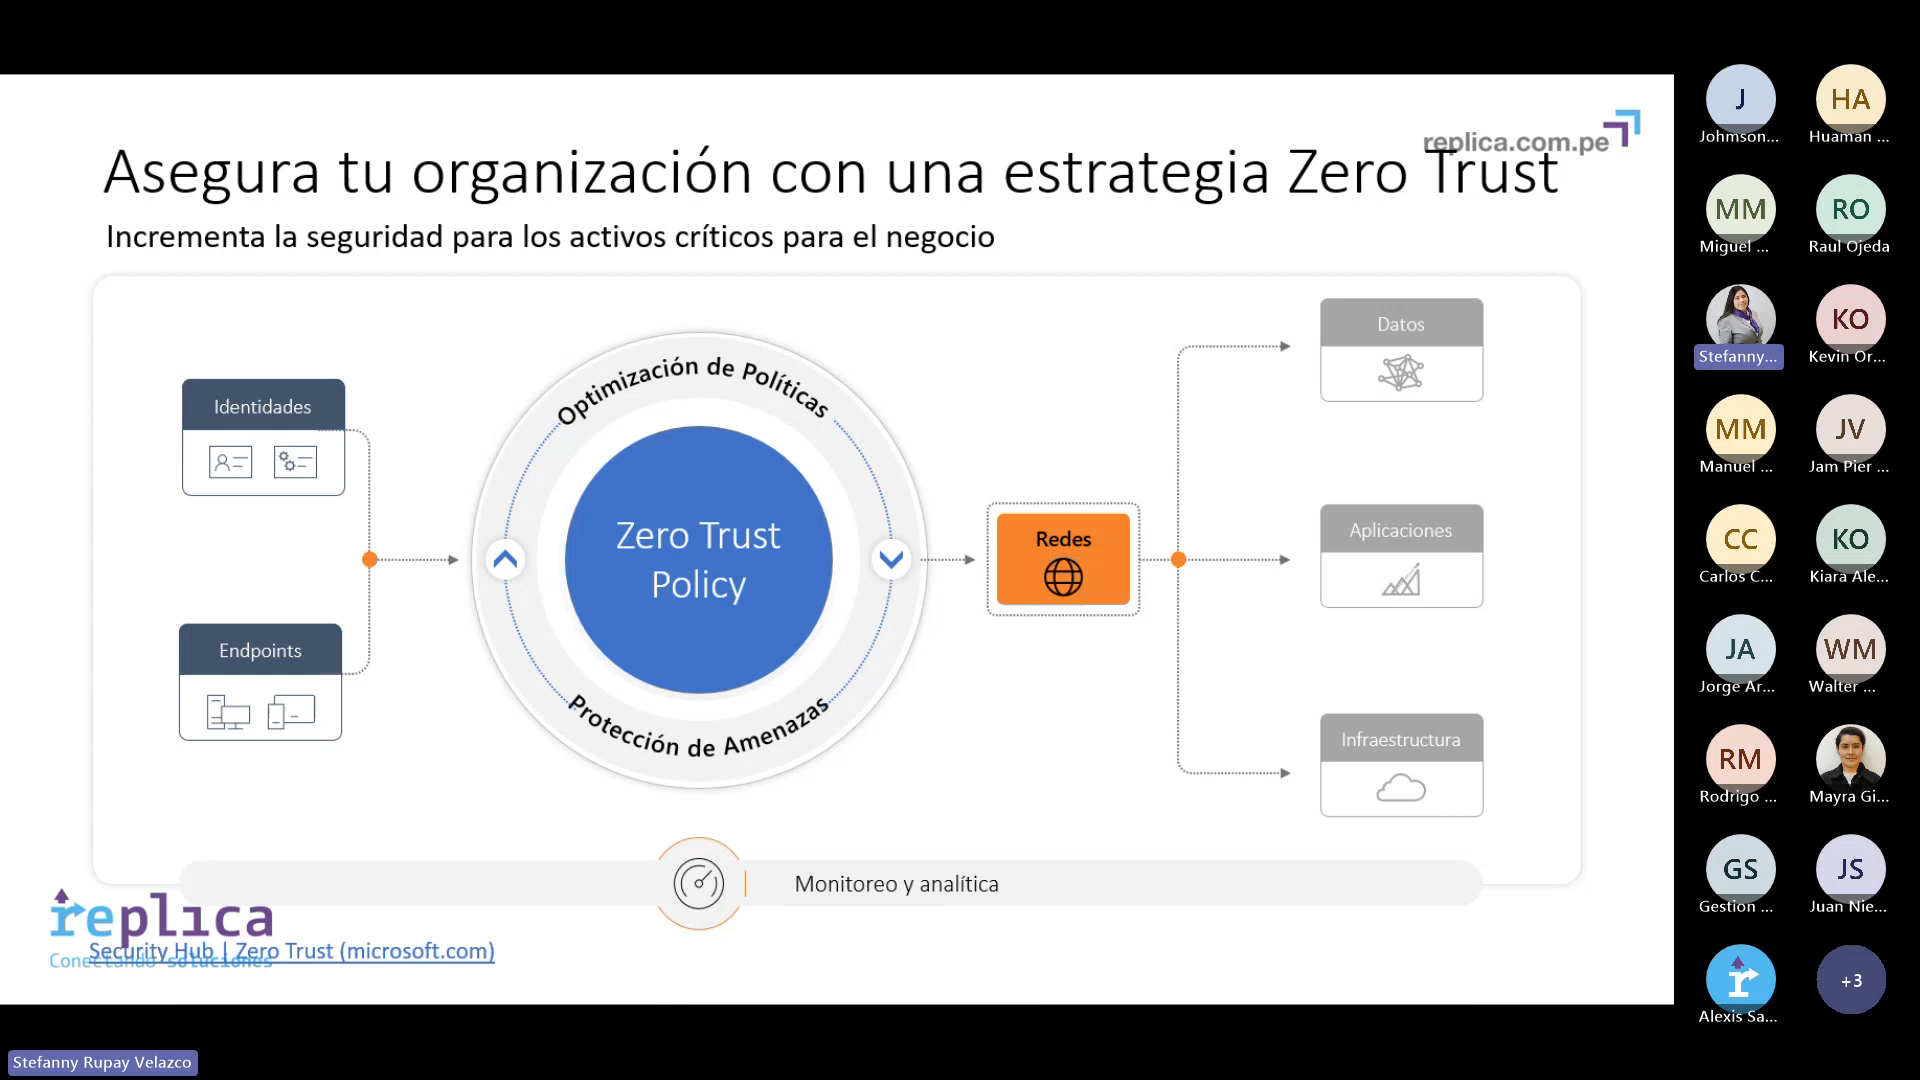 replica.com.pe
Asegura tu organización con una estrategia Zero Trust
Incrementa la seguridad para los activos críticos para el negocio
Identidades
Endpoints
Optimización de Políticas
Zero Trust
Policy
Protección de Amenazas
Redes
Datos
Aplicaciones
Infraestructura
Monitoreo y analítica
replica
Conectando soluciones
Security Hub | Zero Trust (microsoft.com)
J
Johmson...
HA
Huaman ...
MM
Miguel ...
RO
Raul Ojeda
Stefanny...
KO
Kevin Or...
MM
Manuel ...
JV
Jam Pier ...
CC
Carlos C...
KO
Kiara Ale...
JA
Jorge Ar...
WM
Walter ...
RM
Rodrigo ...
Mayra Gi...
GS
Gestion ...
JS
Juan Nie...
r
Alexis Sa...
+3
Stefanny Rupay Velazco